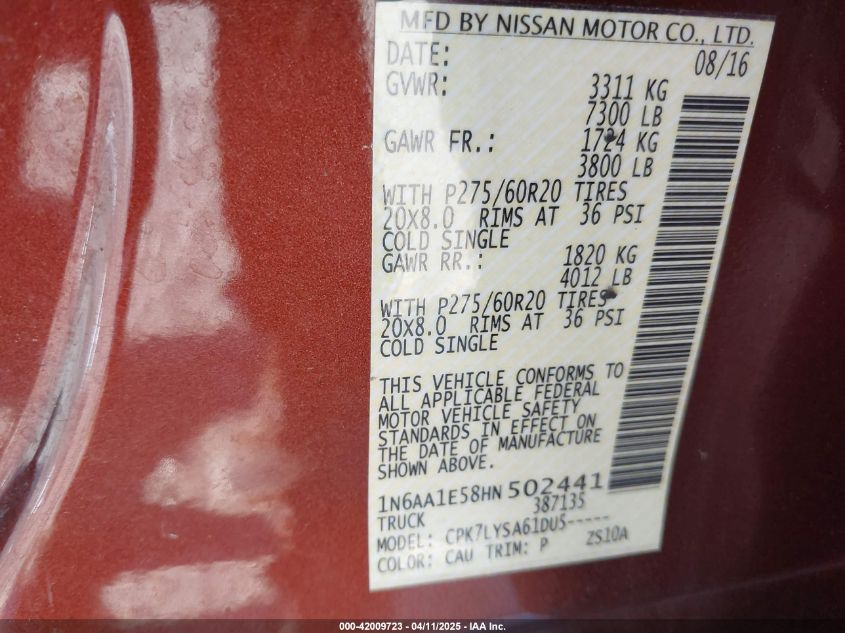 MFD BY NISSAN MOTOR CO., LTD.
DATE: 08/16
GVWR: 3311 KG
7300 LB
GAWR FR.: 1724 KG
3800 LB
WITH P275/60R20 TIRES
20X8.0 RIMS AT 36 PSI
COLD SINGLE
GAWR RR.: 1820 KG
4012 LB
WITH P275/60R20 TIRES
20X8.0 RIMS AT 36 PSI
COLD SINGLE
THIS VEHICLE CONFORMS TO
ALL APPLICABLE FEDERAL
MOTOR VEHICLE SAFETY
STANDARDS IN EFFECT ON
THE DATE OF MANUFACTURE
SHOWN ABOVE.
1N6AA1E58HN 502441
TRUCK 387135
MODEL: CPK7LYSA61DU5-----
COLOR: CAU TRIM: P ZS10A
000-42009723 - 04/11/2025 - IAA Inc.